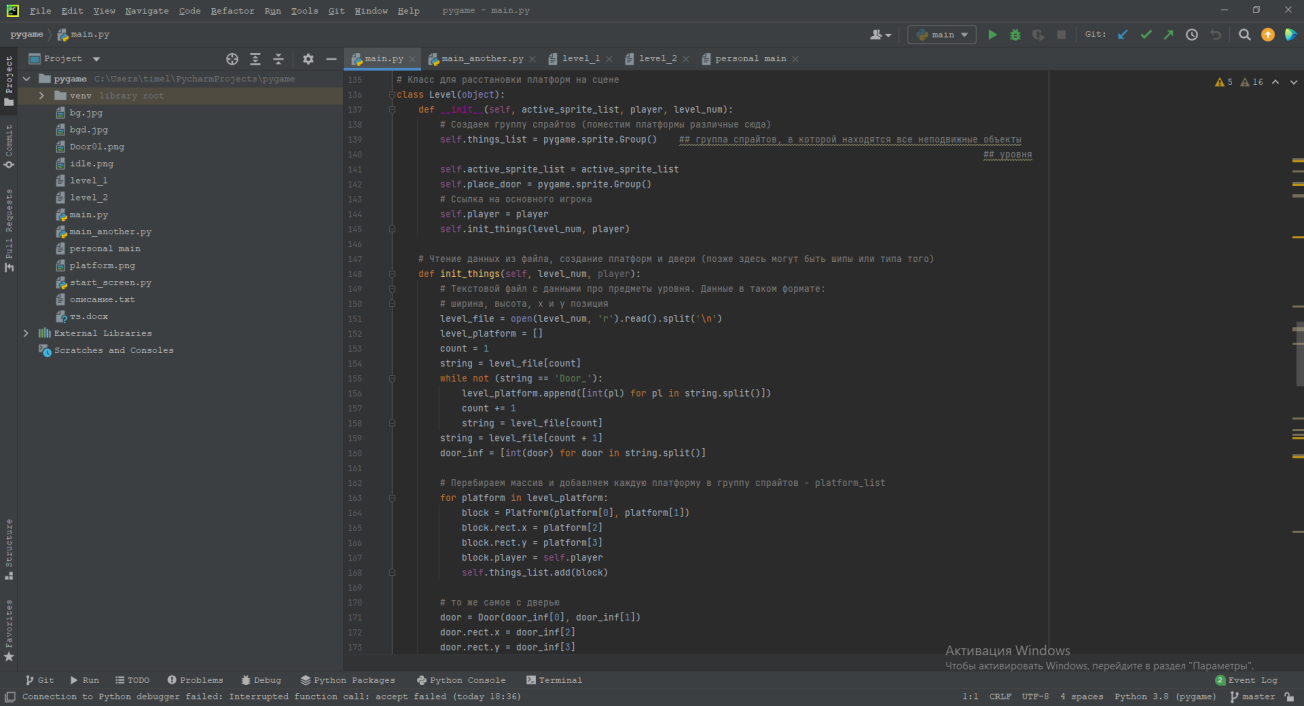 File Edit View Navigate Code Refactor Run Tools Git Window Help pygame - main.py
pygame main.py main Git:
Project main.py main_another.py level_1 level_2 personal main
pygame C:\Users\timel\PycharmProjects\pygame
venv library root
bg.jpg
bgd.jpg
Door01.png
idle.png
level_1
level_2
main.py
main_another.py
personal main
platform.png
start_screen.py
описание.txt
тз.docx
External Libraries
Scratches and Consoles
Project
Commit
Pull Requests
Structure
Favorites
5 16
135 # Класс для расстановки платформ на сцене
136 class Level(object):
137 def __init__(self, active_sprite_list, player, level_num):
138 # Создаем группу спрайтов (поместим платформы различные сюда)
139 self.things_list = pygame.sprite.Group() ## группа спрайтов, в которой находятся все неподвижные объекты
140 ## уровня
141 self.active_sprite_list = active_sprite_list
142 self.place_door = pygame.sprite.Group()
143 # Ссылка на основного игрока
144 self.player = player
145 self.init_things(level_num, player)
146
147 # Чтение данных из файла, создание платформ и двери (позже здесь могут быть шипы или типа того)
148 def init_things(self, level_num, player):
149 # Текстовой файл с данными про предметы уровня. Данные в таком формате:
150 # ширина, высота, x и y позиция
151 level_file = open(level_num, 'r').read().split('\n')
152 level_platform = []
153 count = 1
154 string = level_file[count]
155 while not (string == 'Door_'):
156 level_platform.append([int(pl) for pl in string.split()])
157 count += 1
158 string = level_file[count]
159 string = level_file[count + 1]
160 door_inf = [int(door) for door in string.split()]
161
162 # Перебираем массив и добавляем каждую платформу в группу спрайтов - platform_list
163 for platform in level_platform:
164 block = Platform(platform[0], platform[1])
165 block.rect.x = platform[2]
166 block.rect.y = platform[3]
167 block.player = self.player
168 self.things_list.add(block)
169
170 # то же самое с дверью
171 door = Door(door_inf[0], door_inf[1])
172 door.rect.x = door_inf[2]
173 door.rect.y = door_inf[3]
Активация Windows
Чтобы активировать Windows, перейдите в раздел "Параметры".
Git Run TODO Problems Debug Python Packages Python Console Terminal 2 Event Log
Connection to Python debugger failed: Interrupted function call: accept failed (today 18:36) 1:1 CRLF UTF-8 4 spaces Python 3.8 (pygame) master